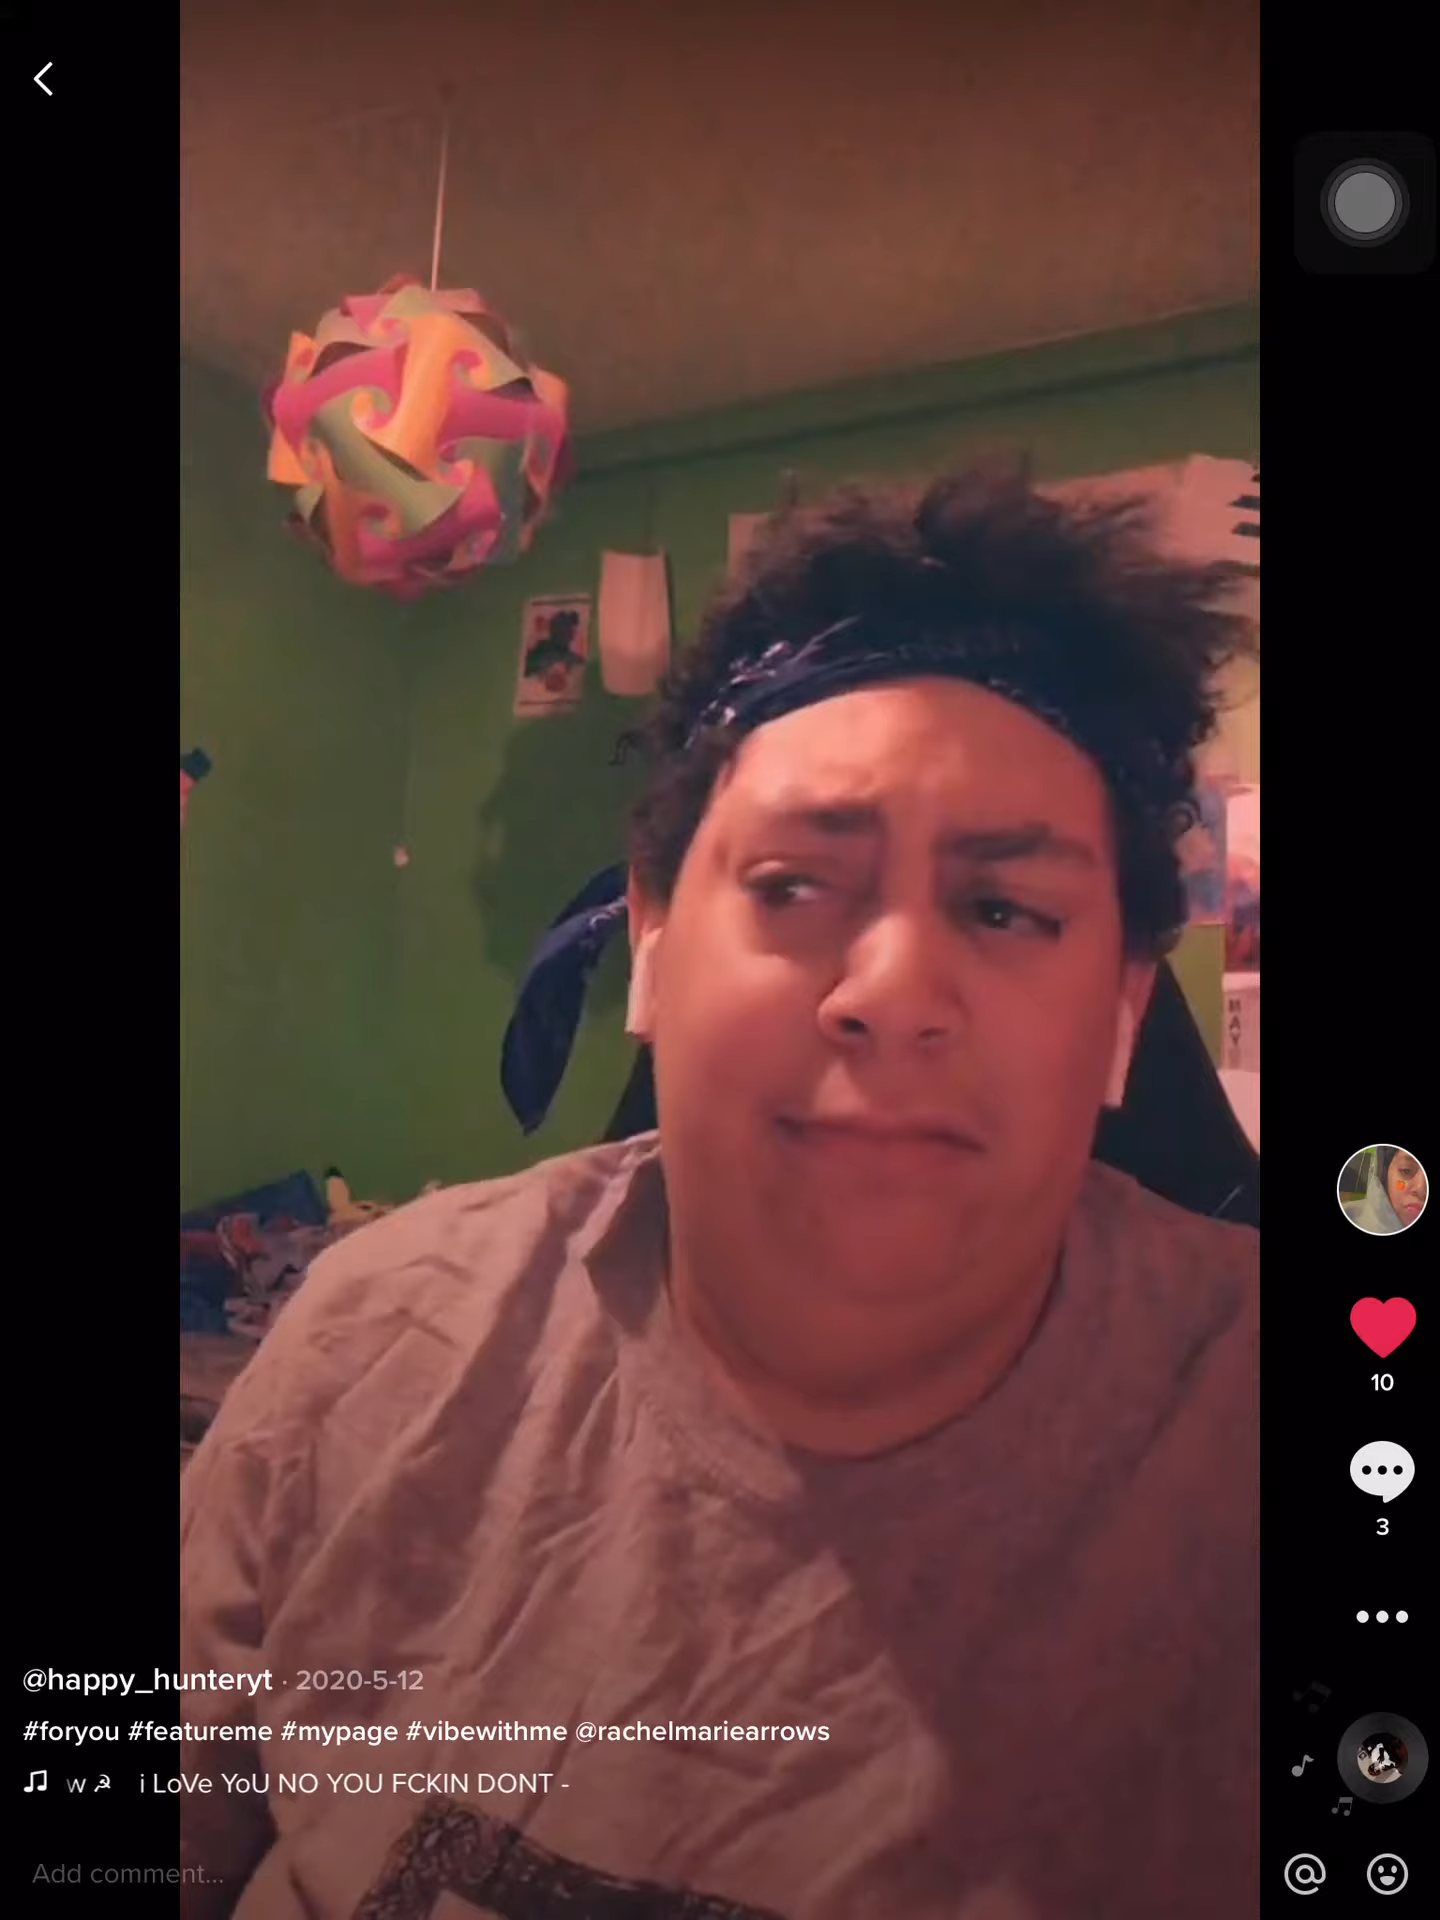 MAY
10
3
@happy_hunteryt · 2020-5-12
#foryou #featureme #mypage #vibewithme @rachelmariearrows
w☭ i LoVe YoU NO YOU FCKIN DONT -
Add comment...